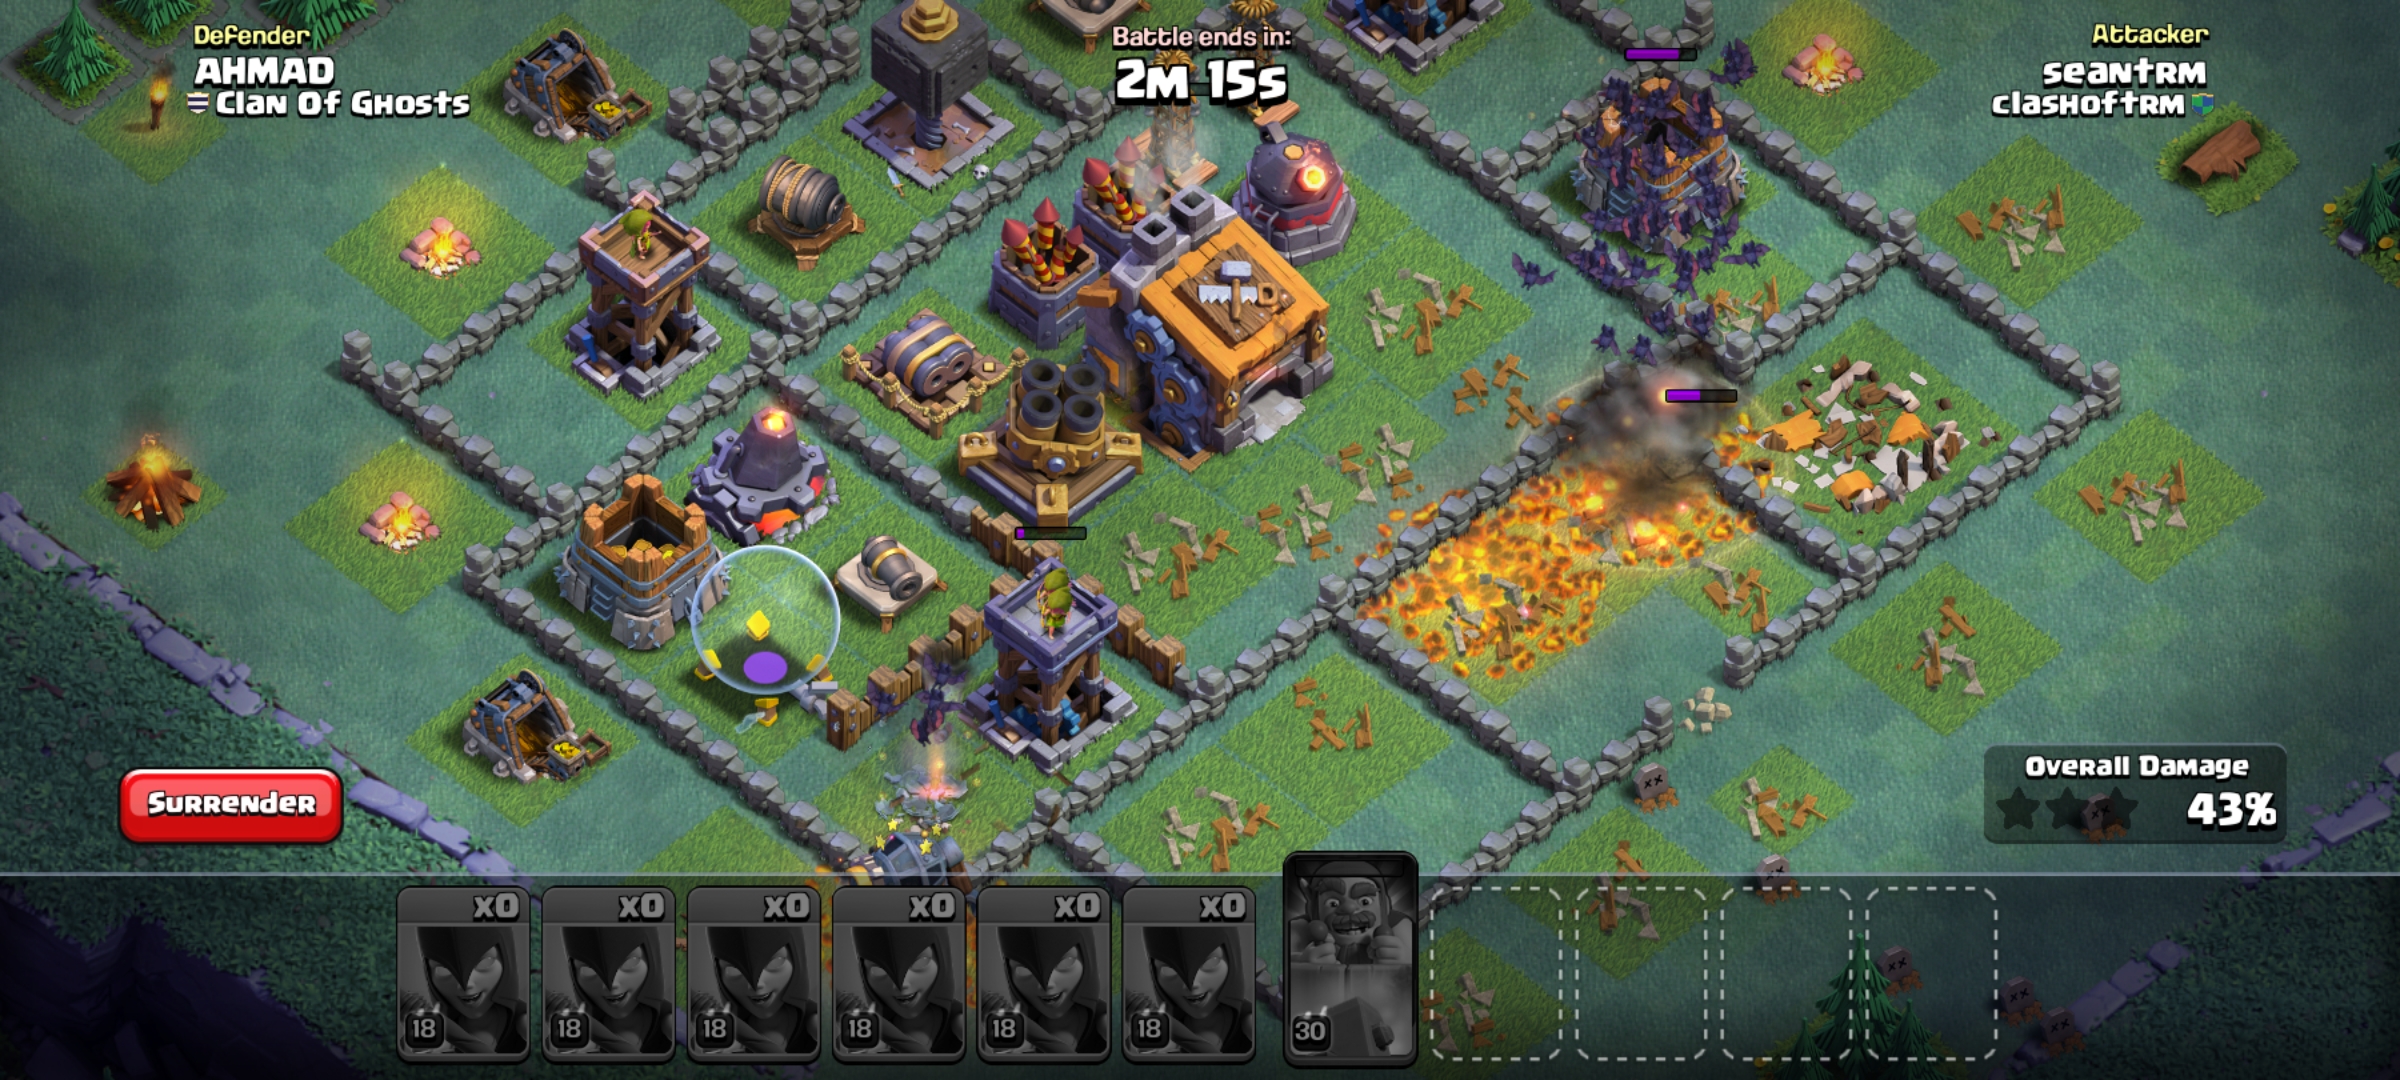 Defender
AHMAD
Clan Of Ghosts
Battle ends in:
2M 15s
Attacker
seantRM
clashoftRM
Surrender
Overall Damage
43%
x0
x0
x0
x0
x0
x0
18
18
18
18
18
18
30